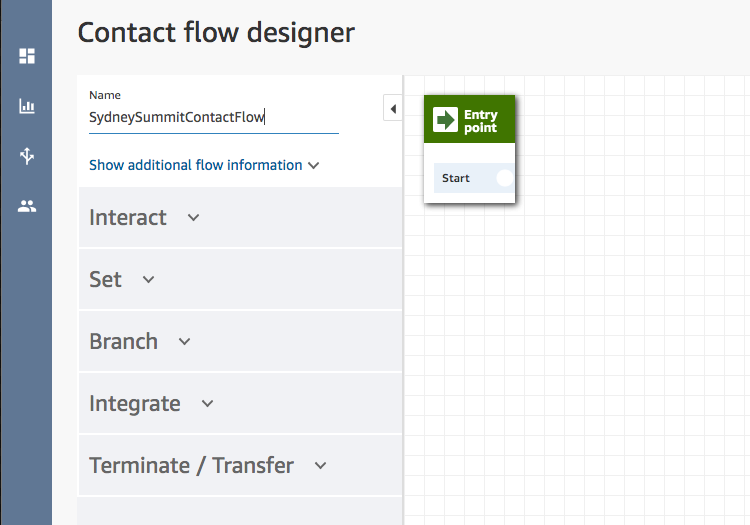 Contact flow designer
Name
SydneySummitContactFlow
Show additional flow information
Interact
Set
Branch
Integrate
Terminate / Transfer
Entry
point
Start